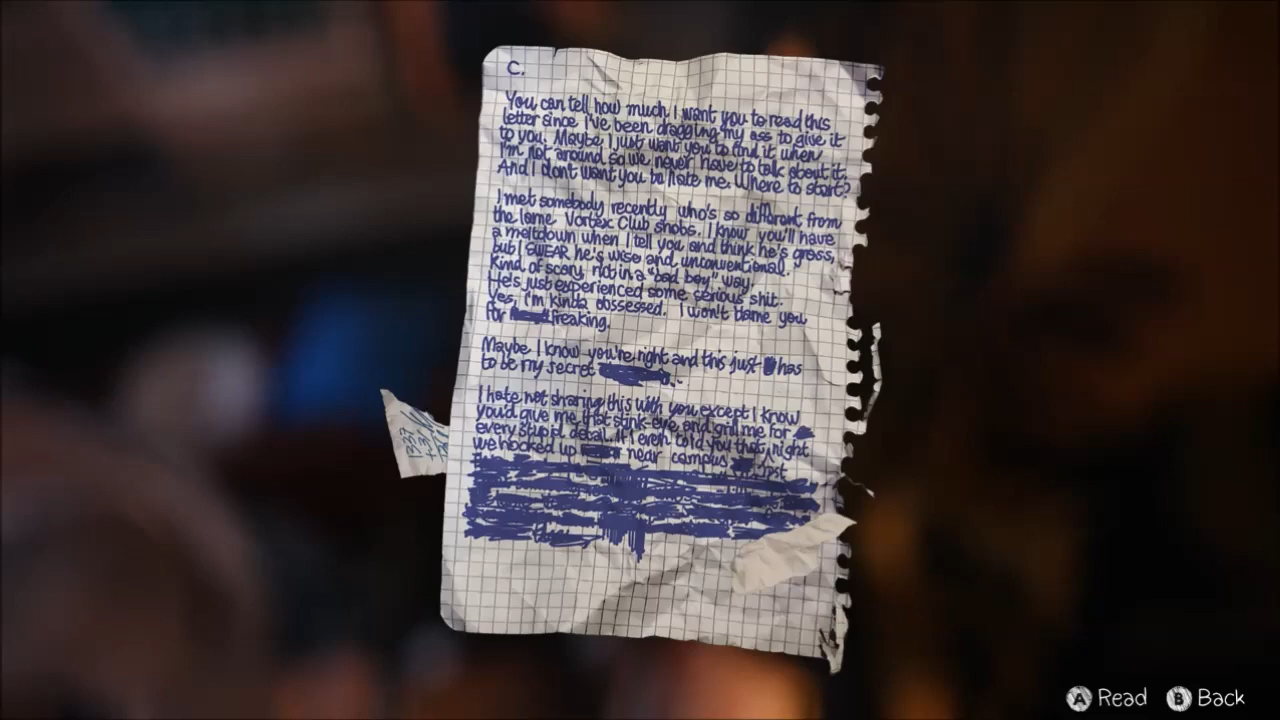 C.
You can tell how much I want you to read this
letter since I've been dragging my ass to give it
to you. Maybe I just want you to find it when
I'm not around so we never have to talk about it.
And I dont want you to hate me. Where to start?
I met somebody recently who's so different from
the lame Vortex Club snobs. I know you'll have
a meltdown when I tell you and think he's gross,
but I SWEAR he's wise and unconventional.
Kind of scary, not in a "bad boy" way.
He's just experienced some serious shit.
Yes, I'm kinda obssessed. I won't blame you
for freaking.
Maybe I know you're right and this just has
to be my secret
I hate not sharing this with you except I know
you'd give me that stink-eye and grill me for
every stupid detail. If I even told you that night
we hooked up near campus just
A Read B Back